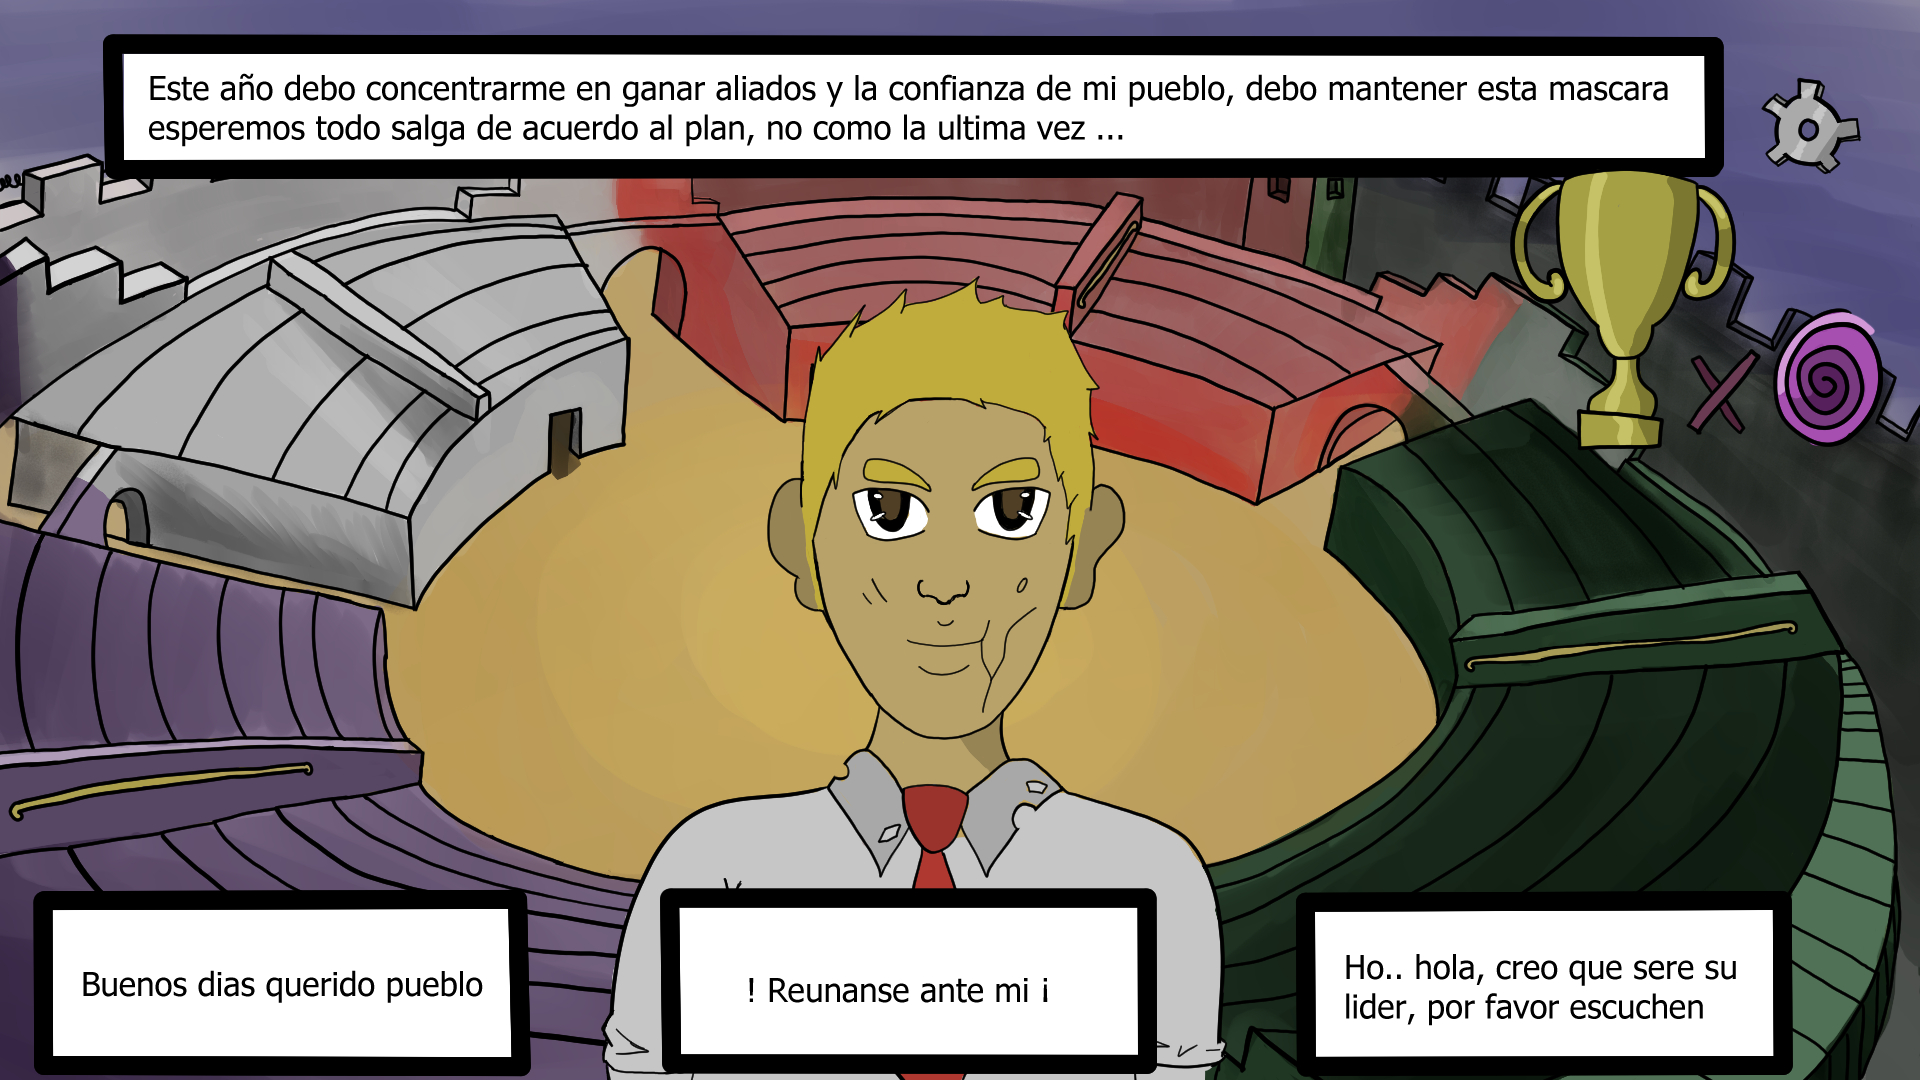 Este año debo concentrarme en ganar aliados y la confianza de mi pueblo, debo mantener esta mascara
esperemos todo salga de acuerdo al plan, no como la ultima vez ...
Buenos dias querido pueblo
! Reunanse ante mi ¡
Ho.. hola, creo que sere su
lider, por favor escuchen